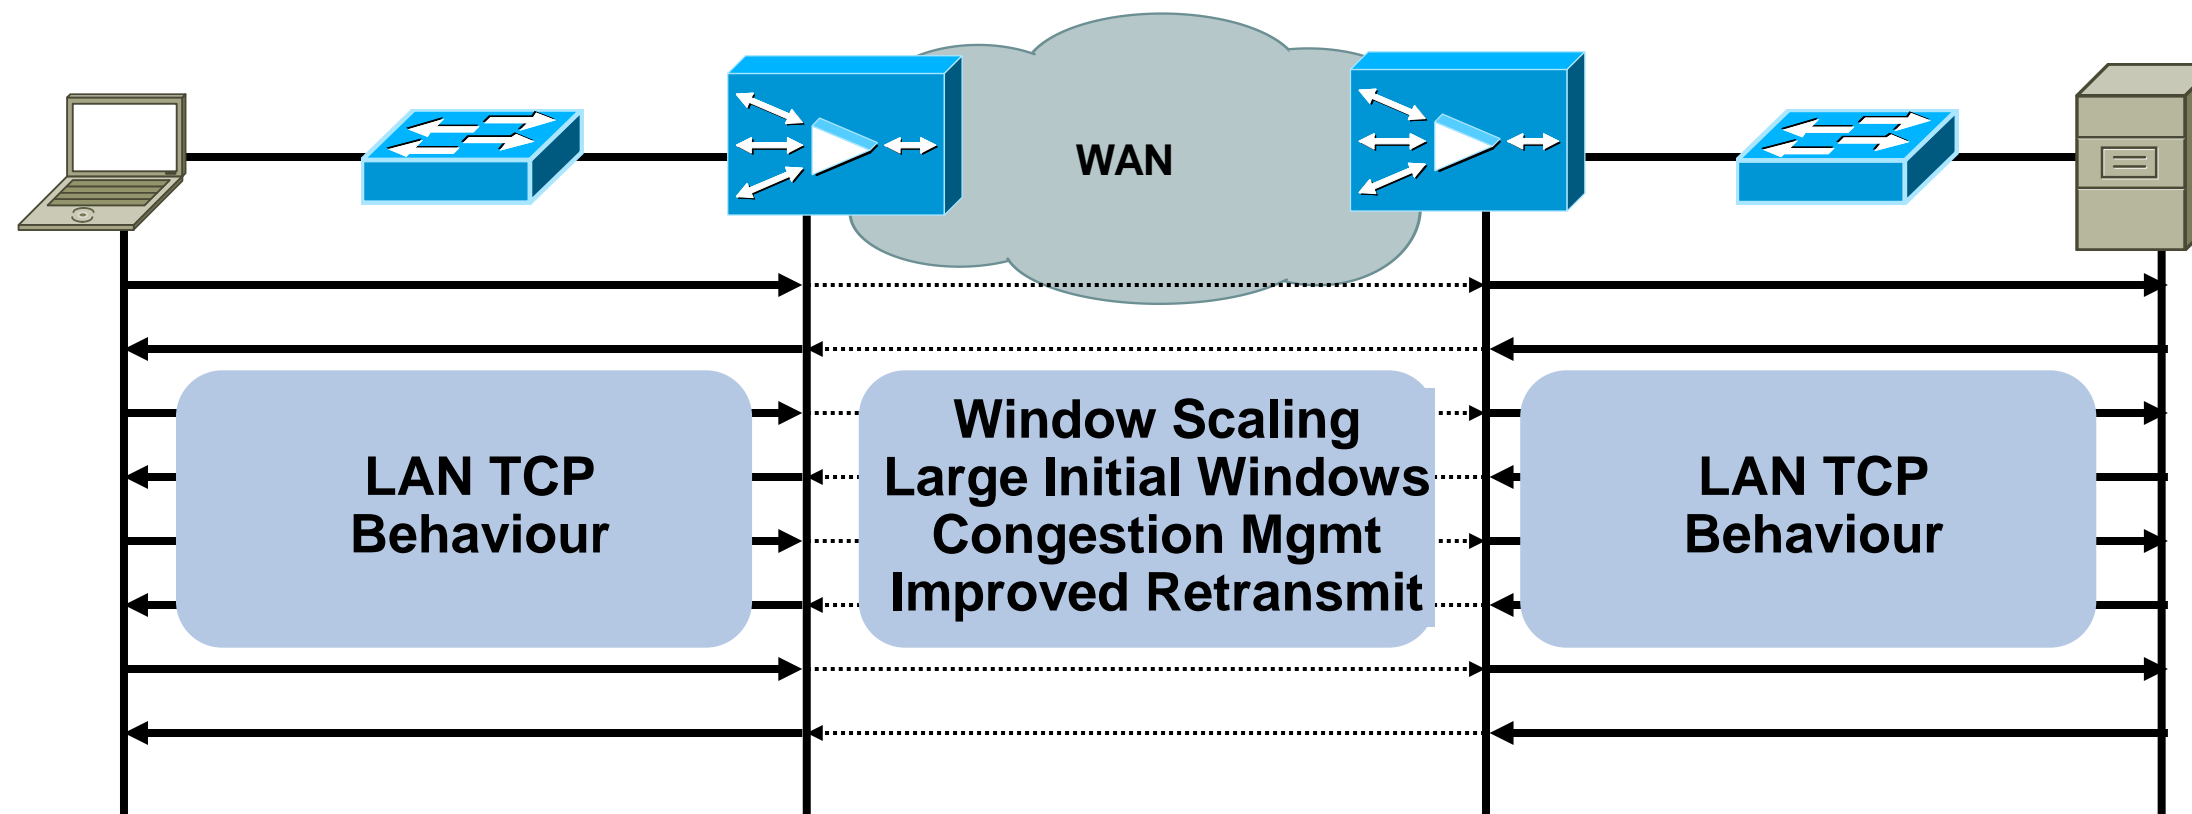 WAN
LAN TCP
Behaviour
Window Scaling
Large Initial Windows
Congestion Mgmt
Improved Retransmit
LAN TCP
Behaviour